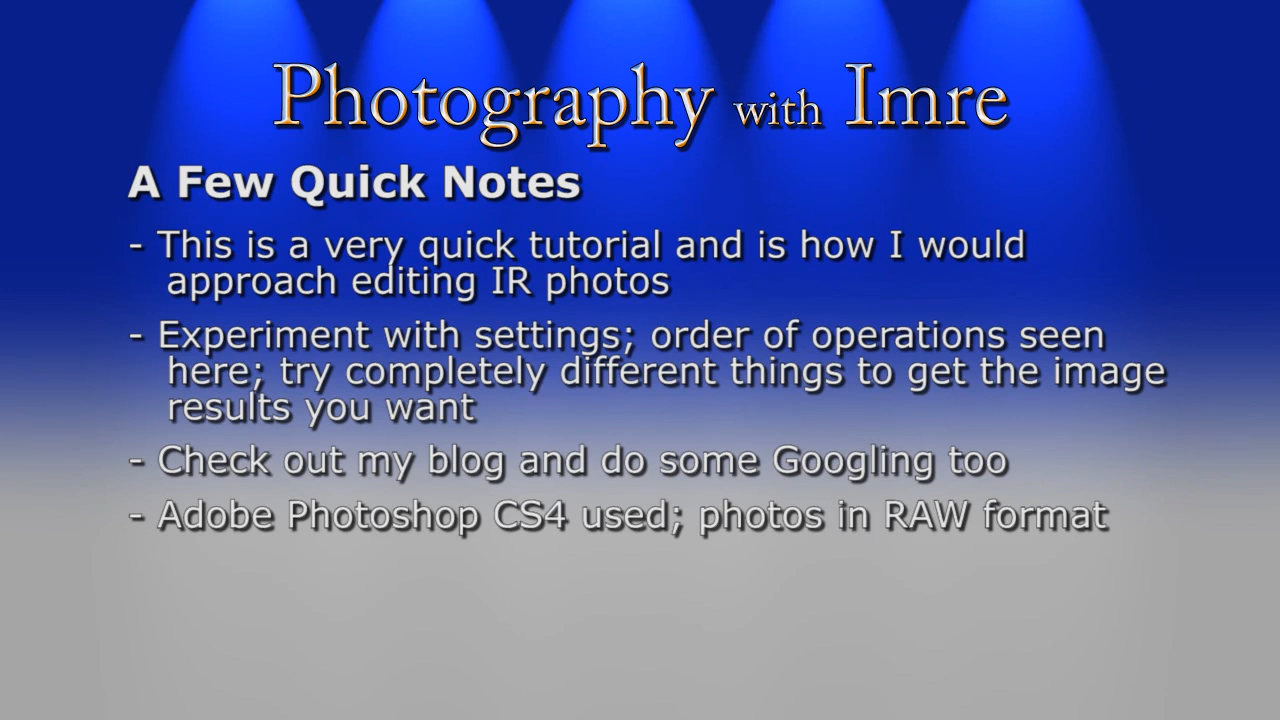 Photography with Imre
A Few Quick Notes
- This is a very quick tutorial and is how I would
approach editing IR photos
- Experiment with settings; order of operations seen
here; try completely different things to get the image
results you want
- Check out my blog and do some Googling too
- Adobe Photoshop CS4 used; photos in RAW format